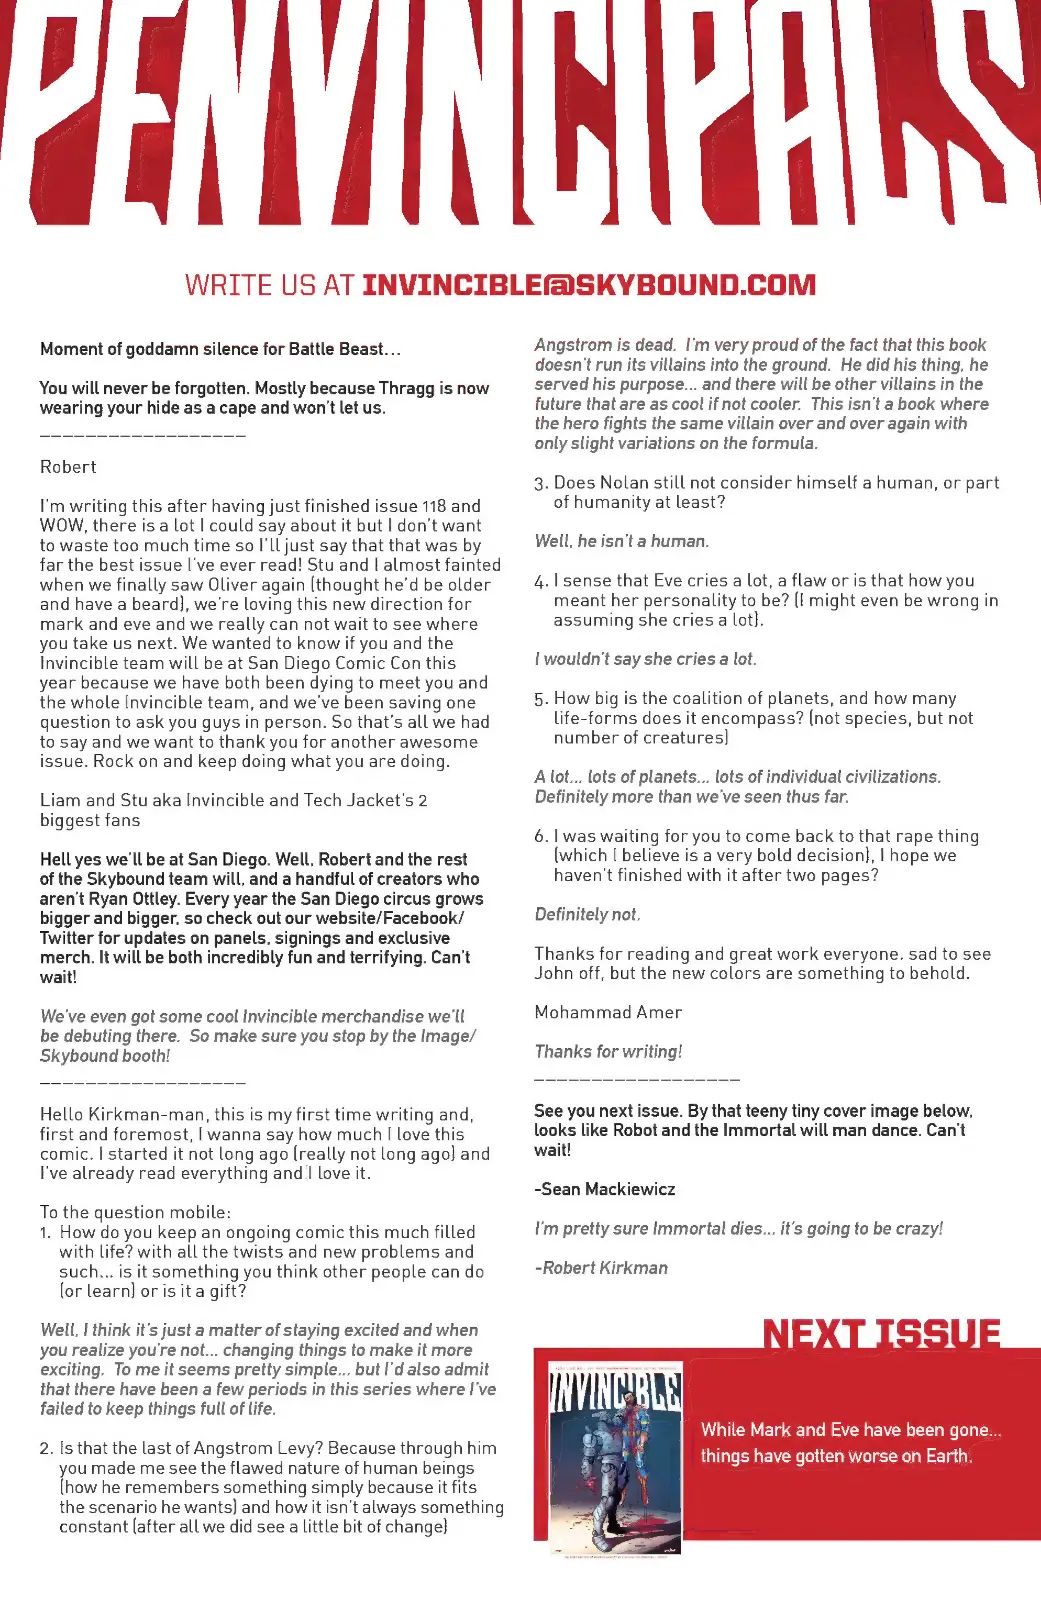 PENVINCIPALS
WRITE US AT INVINCIBLE@SKYBOUND.COM
Moment of goddamn silence for Battle Beast...
You will never be forgotten. Mostly because Thragg is now
wearing your hide as a cape and won't let us.
__________________
Robert
I'm writing this after having just finished issue 118 and
WOW, there is a lot I could say about it but I don't want
to waste too much time so I'll just say that that was by
far the best issue I've ever read! Stu and I almost fainted
when we finally saw Oliver again (thought he'd be older
and have a beard), we're loving this new direction for
mark and eve and we really can not wait to see where
you take us next. We wanted to know if you and the
Invincible team will be at San Diego Comic Con this
year because we have both been dying to meet you and
the whole Invincible team, and we've been saving one
question to ask you guys in person. So that's all we had
to say and we want to thank you for another awesome
issue. Rock on and keep doing what you are doing.
Liam and Stu aka Invincible and Tech Jacket's 2
biggest fans
Hell yes we'll be at San Diego. Well, Robert and the rest
of the Skybound team will, and a handful of creators who
aren't Ryan Ottley. Every year the San Diego circus grows
bigger and bigger, so check out our website/Facebook/
Twitter for updates on panels, signings and exclusive
merch. It will be both incredibly fun and terrifying. Can't
wait!
We've even got some cool Invincible merchandise we'll
be debuting there. So make sure you stop by the Image/
Skybound booth!
__________________
Hello Kirkman-man, this is my first time writing and,
first and foremost, I wanna say how much I love this
comic. I started it not long ago (really not long ago) and
I've already read everything and I love it.
To the question mobile:
1. How do you keep an ongoing comic this much filled
with life? with all the twists and new problems and
such... is it something you think other people can do
(or learn) or is it a gift?
Well, I think it's just a matter of staying excited and when
you realize you're not... changing things to make it more
exciting. To me it seems pretty simple... but I'd also admit
that there have been a few periods in this series where I've
failed to keep things full of life.
2. Is that the last of Angstrom Levy? Because through him
you made me see the flawed nature of human beings
(how he remembers something simply because it fits
the scenario he wants) and how it isn't always something
constant (after all we did see a little bit of change)
Angstrom is dead. I'm very proud of the fact that this book
doesn't run its villains into the ground. He did his thing, he
served his purpose... and there will be other villains in the
future that are as cool if not cooler. This isn't a book where
the hero fights the same villain over and over again with
only slight variations on the formula.
3. Does Nolan still not consider himself a human, or part
of humanity at least?
Well, he isn't a human.
4. I sense that Eve cries a lot, a flaw or is that how you
meant her personality to be? (I might even be wrong in
assuming she cries a lot).
I wouldn't say she cries a lot.
5. How big is the coalition of planets, and how many
life-forms does it encompass? (not species, but not
number of creatures)
A lot... lots of planets... lots of individual civilizations.
Definitely more than we've seen thus far.
6. I was waiting for you to come back to that rape thing
(which I believe is a very bold decision), I hope we
haven't finished with it after two pages?
Definitely not.
Thanks for reading and great work everyone. sad to see
John off, but the new colors are something to behold.
Mohammad Amer
Thanks for writing!
__________________
See you next issue. By that teeny tiny cover image below,
looks like Robot and the Immortal will man dance. Can't
wait!
-Sean Mackiewicz
I'm pretty sure Immortal dies... it's going to be crazy!
-Robert Kirkman
NEXT ISSUE
INVINCIBLE
While Mark and Eve have been gone...
things have gotten worse on Earth.